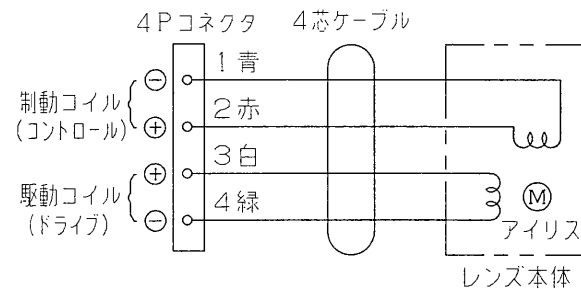 4Pコネクタ
4芯ケーブル
制動コイル
(コントロール)
⊖
1青
⊕
2赤
駆動コイル
(ドライブ)
⊕
3白
⊖
4緑
M
アイリス
レンズ本体